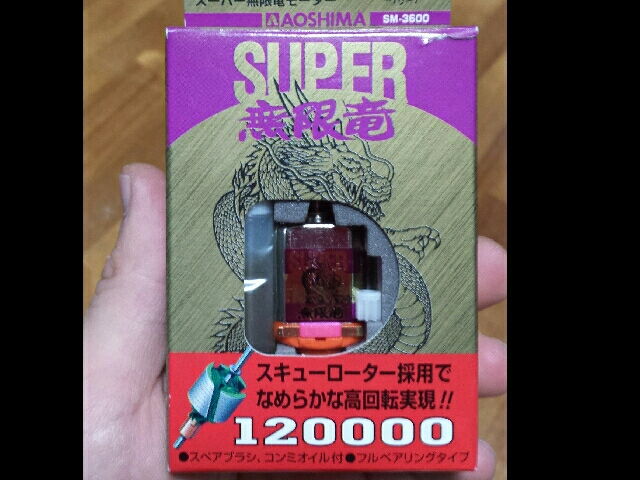 スーパー無限竜モーター
AOSHIMA SM-3600
SUPER
無限竜
無限竜
スキューローター採用で
なめらかな高回転実現!!
120000
●スペアブラシ、コンミオイル付●フルベアリングタイプ